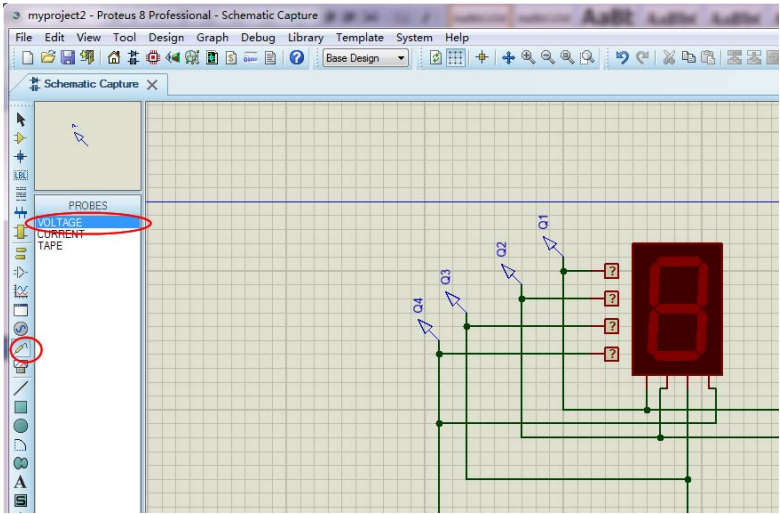 myproject2 - Proteus 8 Professional - Schematic Capture
File Edit View Tool Design Graph Debug Library Template System Help
Base Design
Schematic Capture
LBL
PROBES
VOLTAGE
CURRENT
TAPE
Q1
Q2
Q3
Q4
?
?
?
?
A
S